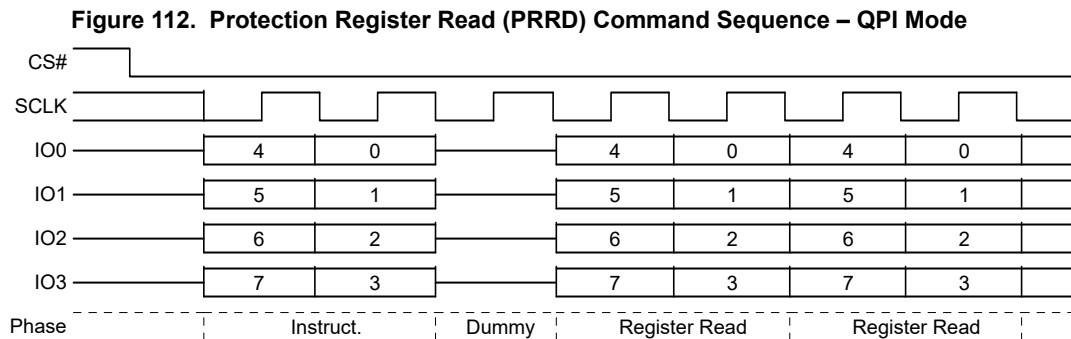 Figure 112. Protection Register Read (PRRD) Command Sequence – QPI Mode
CS#
SCLK
IO0 4 0 4 0 4 0
IO1 5 1 5 1 5 1
IO2 6 2 6 2 6 2
IO3 7 3 7 3 7 3
Phase Instruct. Dummy Register Read Register Read